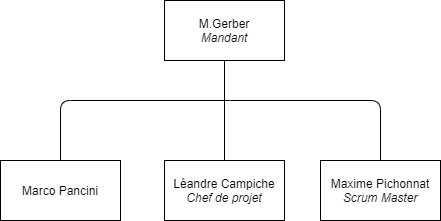 M.Gerber
Mandant
Marco Pancini
Léandre Campiche
Chef de projet
Maxime Pichonnat
Scrum Master